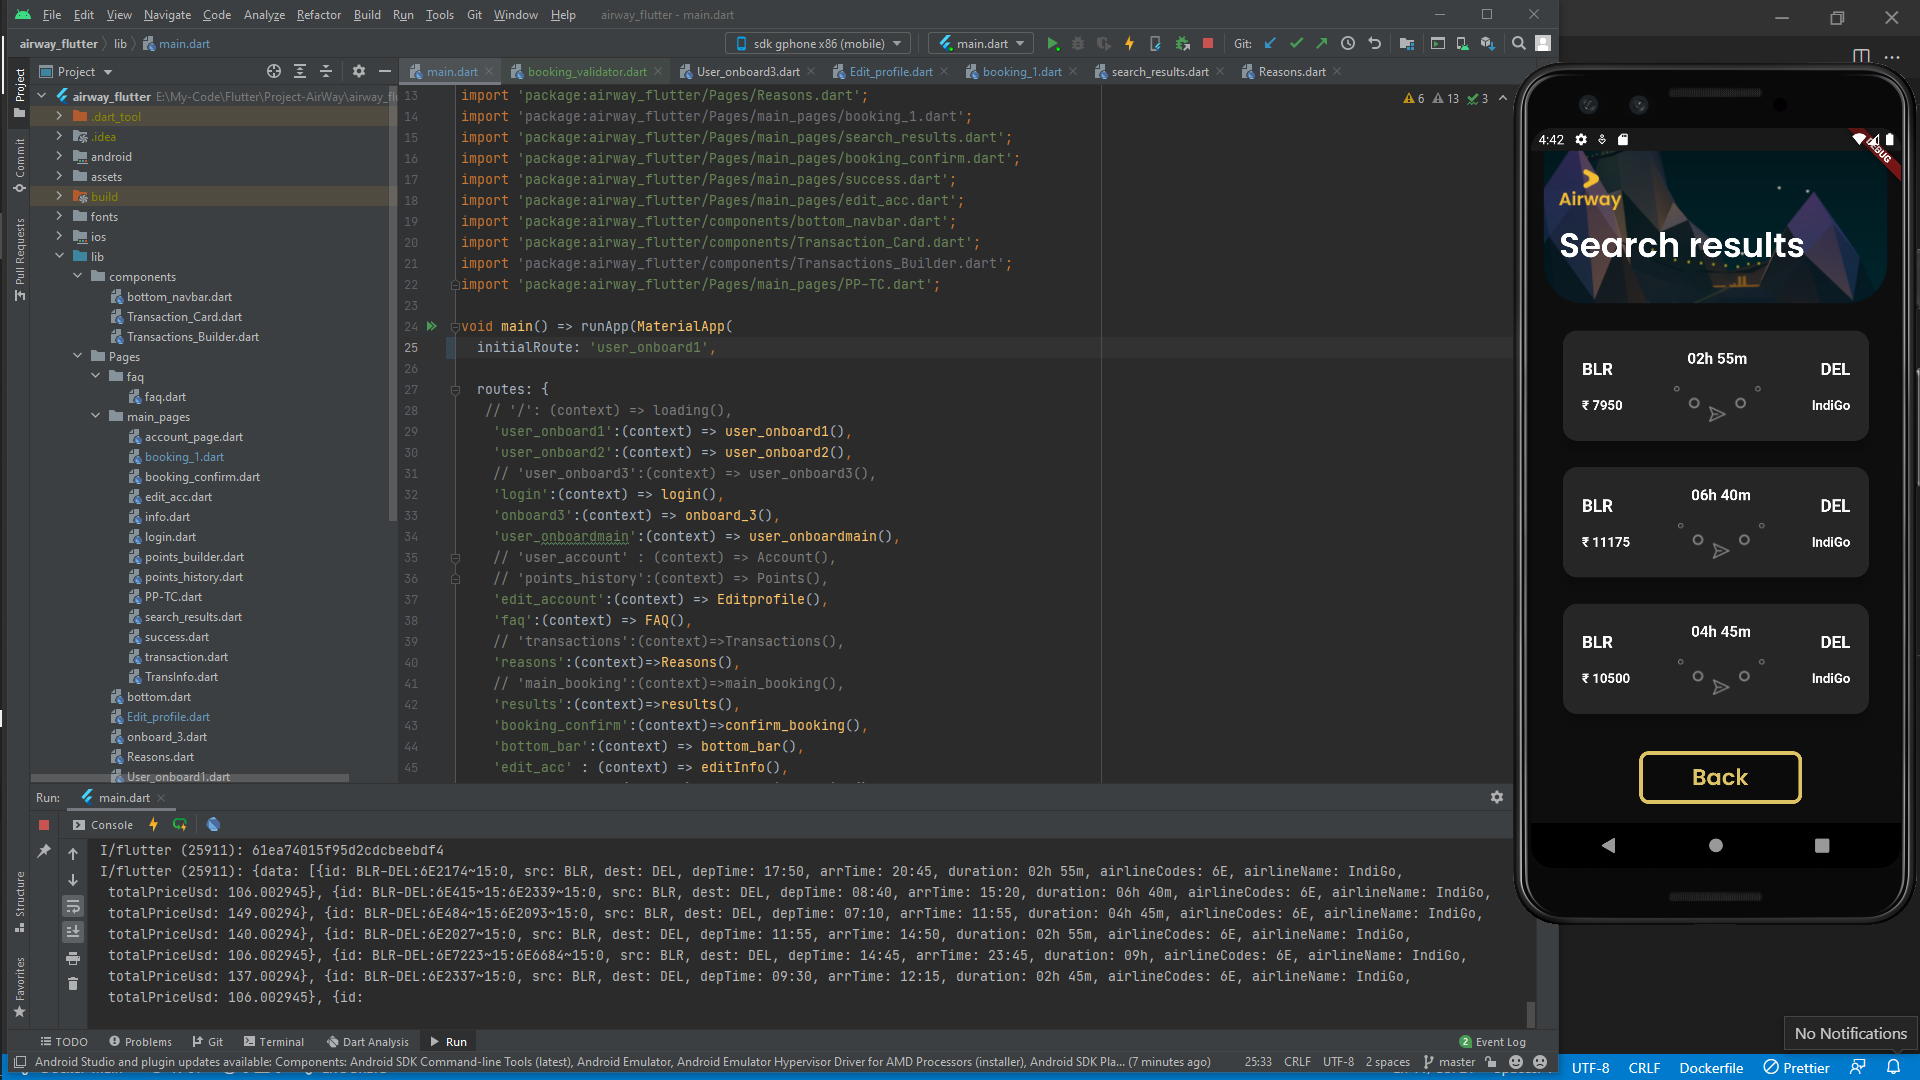 File Edit View Navigate Code Analyze Refactor Build Run Tools Git Window Help airway_flutter - main.dart
airway_flutter lib main.dart sdk gphone x86 (mobile) main.dart Git:
Project main.dart booking_validator.dart User_onboard3.dart Edit_profile.dart booking_1.dart search_results.dart Reasons.dart
Project
Commit
Pull Requests
Structure
Favorites
airway_flutter E:\My-Code\Flutter\Project-AirWay\airway_fl
.dart_tool
.idea
android
assets
build
fonts
ios
lib
components
bottom_navbar.dart
Transaction_Card.dart
Transactions_Builder.dart
Pages
faq
faq.dart
main_pages
account_page.dart
booking_1.dart
booking_confirm.dart
edit_acc.dart
info.dart
login.dart
points_builder.dart
points_history.dart
PP-TC.dart
search_results.dart
success.dart
transaction.dart
TransInfo.dart
bottom.dart
Edit_profile.dart
onboard_3.dart
Reasons.dart
User_onboard1.dart
6 13 3
13 import 'package:airway_flutter/Pages/Reasons.dart';
14 import 'package:airway_flutter/Pages/main_pages/booking_1.dart';
15 import 'package:airway_flutter/Pages/main_pages/search_results.dart';
16 import 'package:airway_flutter/Pages/main_pages/booking_confirm.dart';
17 import 'package:airway_flutter/Pages/main_pages/success.dart';
18 import 'package:airway_flutter/Pages/main_pages/edit_acc.dart';
19 import 'package:airway_flutter/components/bottom_navbar.dart';
20 import 'package:airway_flutter/components/Transaction_Card.dart';
21 import 'package:airway_flutter/components/Transactions_Builder.dart';
22 import 'package:airway_flutter/Pages/main_pages/PP-TC.dart';
23
24 void main() => runApp(MaterialApp(
25 initialRoute: 'user_onboard1',
26
27 routes: {
28 // '/': (context) => loading(),
29 'user_onboard1':(context) => user_onboard1(),
30 'user_onboard2':(context) => user_onboard2(),
31 // 'user_onboard3':(context) => user_onboard3(),
32 'login':(context) => login(),
33 'onboard3':(context) => onboard_3(),
34 'user_onboardmain':(context) => user_onboardmain(),
35 // 'user_account' : (context) => Account(),
36 // 'points_history':(context) => Points(),
37 'edit_account':(context) => Editprofile(),
38 'faq':(context) => FAQ(),
39 // 'transactions':(context)=>Transactions(),
40 'reasons':(context)=>Reasons(),
41 // 'main_booking':(context)=>main_booking(),
42 'results':(context)=>results(),
43 'booking_confirm':(context)=>confirm_booking(),
44 'bottom_bar':(context) => bottom_bar(),
45 'edit_acc' : (context) => editInfo(),
Run: main.dart
Console
I/flutter (25911): 61ea74015f95d2cdcbeebdf4
I/flutter (25911): {data: [{id: BLR-DEL:6E2174~15:0, src: BLR, dest: DEL, depTime: 17:50, arrTime: 20:45, duration: 02h 55m, airlineCodes: 6E, airlineName: IndiGo,
totalPriceUsd: 106.002945}, {id: BLR-DEL:6E415~15:6E2339~15:0, src: BLR, dest: DEL, depTime: 08:40, arrTime: 15:20, duration: 06h 40m, airlineCodes: 6E, airlineName: IndiGo,
totalPriceUsd: 149.00294}, {id: BLR-DEL:6E484~15:6E2093~15:0, src: BLR, dest: DEL, depTime: 07:10, arrTime: 11:55, duration: 04h 45m, airlineCodes: 6E, airlineName: IndiGo,
totalPriceUsd: 140.00294}, {id: BLR-DEL:6E2027~15:0, src: BLR, dest: DEL, depTime: 11:55, arrTime: 14:50, duration: 02h 55m, airlineCodes: 6E, airlineName: IndiGo,
totalPriceUsd: 106.002945}, {id: BLR-DEL:6E7223~15:6E6684~15:0, src: BLR, dest: DEL, depTime: 14:45, arrTime: 23:45, duration: 09h, airlineCodes: 6E, airlineName: IndiGo,
totalPriceUsd: 137.00294}, {id: BLR-DEL:6E2337~15:0, src: BLR, dest: DEL, depTime: 09:30, arrTime: 12:15, duration: 02h 45m, airlineCodes: 6E, airlineName: IndiGo,
totalPriceUsd: 106.002945}, {id:
TODO Problems Git Terminal Dart Analysis Run 2 Event Log
Android Studio and plugin updates available: Components: Android SDK Command-line Tools (latest), Android Emulator, Android Emulator Hypervisor Driver for AMD Processors (installer), Android SDK Pla... (7 minutes ago) 25:33 CRLF UTF-8 2 spaces master
4:42
DEBUG
Airway
Search results
02h 55m
BLR DEL
₹ 7950 IndiGo
06h 40m
BLR DEL
₹ 11175 IndiGo
04h 45m
BLR DEL
₹ 10500 IndiGo
Back
No Notifications
UTF-8 CRLF Dockerfile Prettier